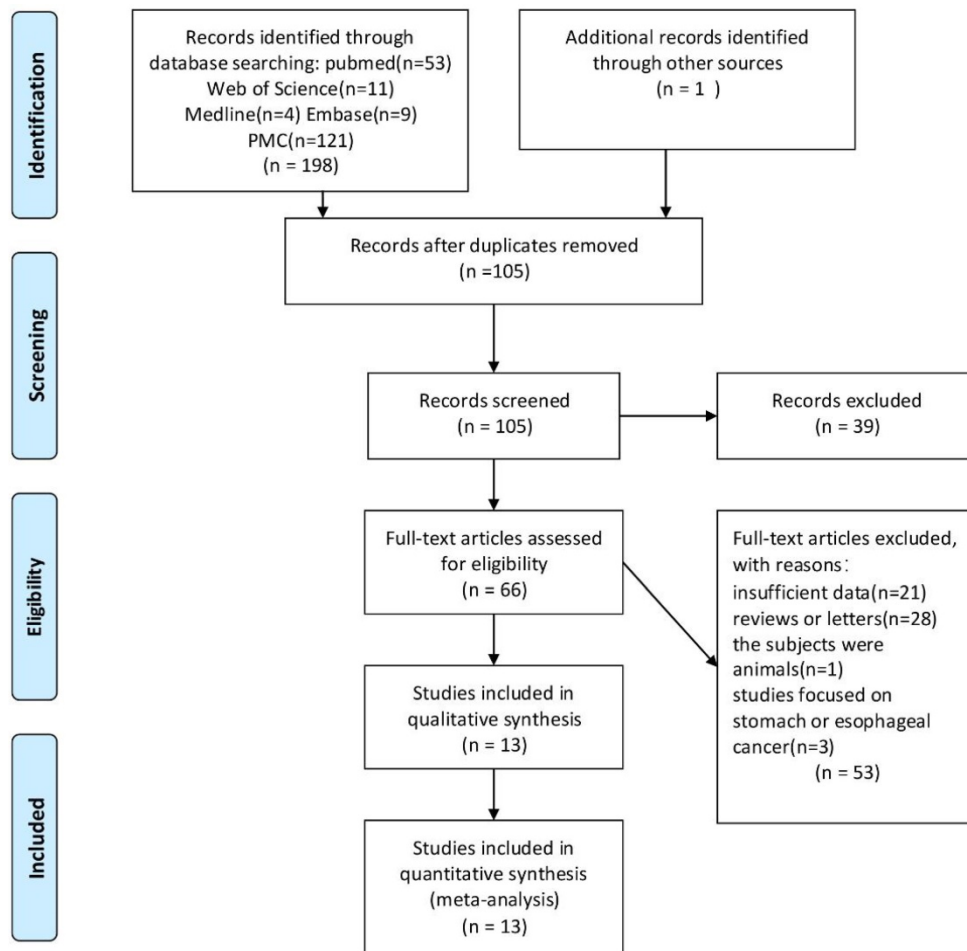 Identification
Records identified through
database searching: pubmed(n=53)
Web of Science(n=11)
Medline(n=4) Embase(n=9)
PMC(n=121)
(n = 198)
Additional records identified
through other sources
(n = 1  )
Screening
Records after duplicates removed
(n =105)
Records screened
(n = 105)
Records excluded
(n = 39)
Eligibility
Full-text articles assessed
for eligibility
(n = 66)
Full-text articles excluded,
with reasons：
insufficient data(n=21)
reviews or letters(n=28)
the subjects were
animals(n=1)
studies focused on
stomach or esophageal
cancer(n=3)
(n = 53)
Studies included in
qualitative synthesis
(n = 13)
Included
Studies included in
quantitative synthesis
(meta-analysis)
(n = 13)